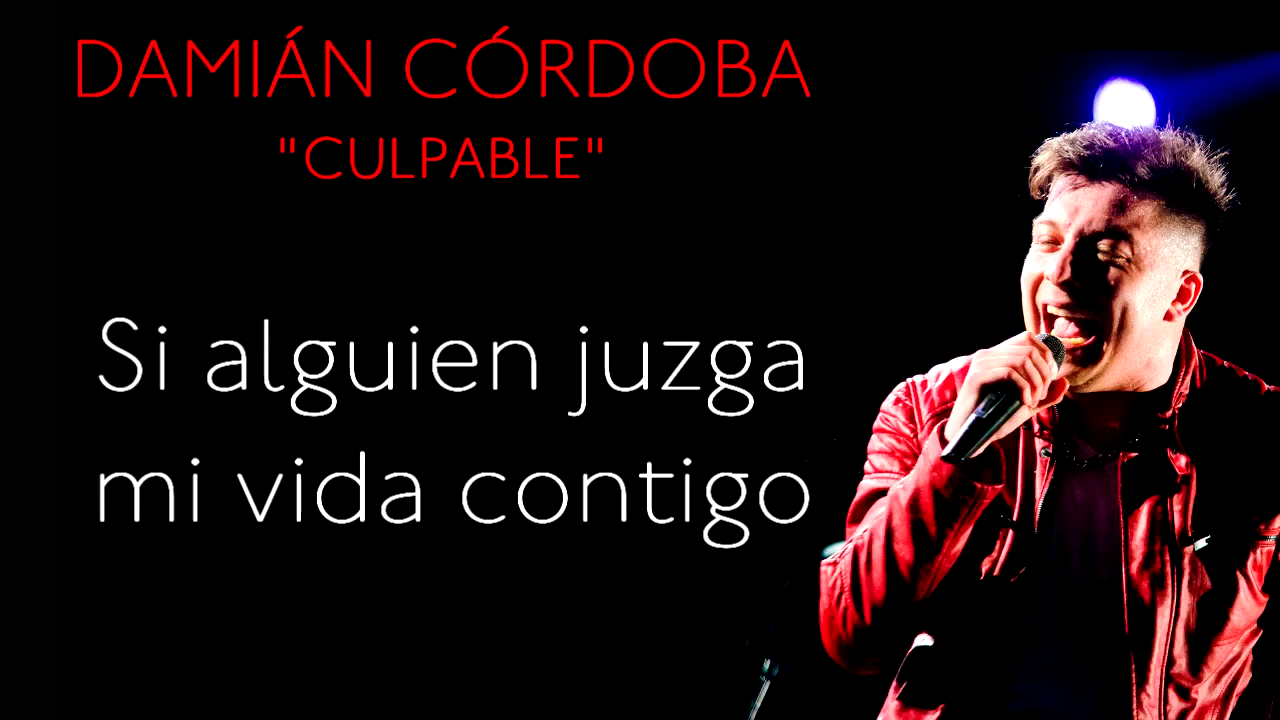 DAMIÁN CÓRDOBA
"CULPABLE"
Si alguien juzga
mi vida contigo